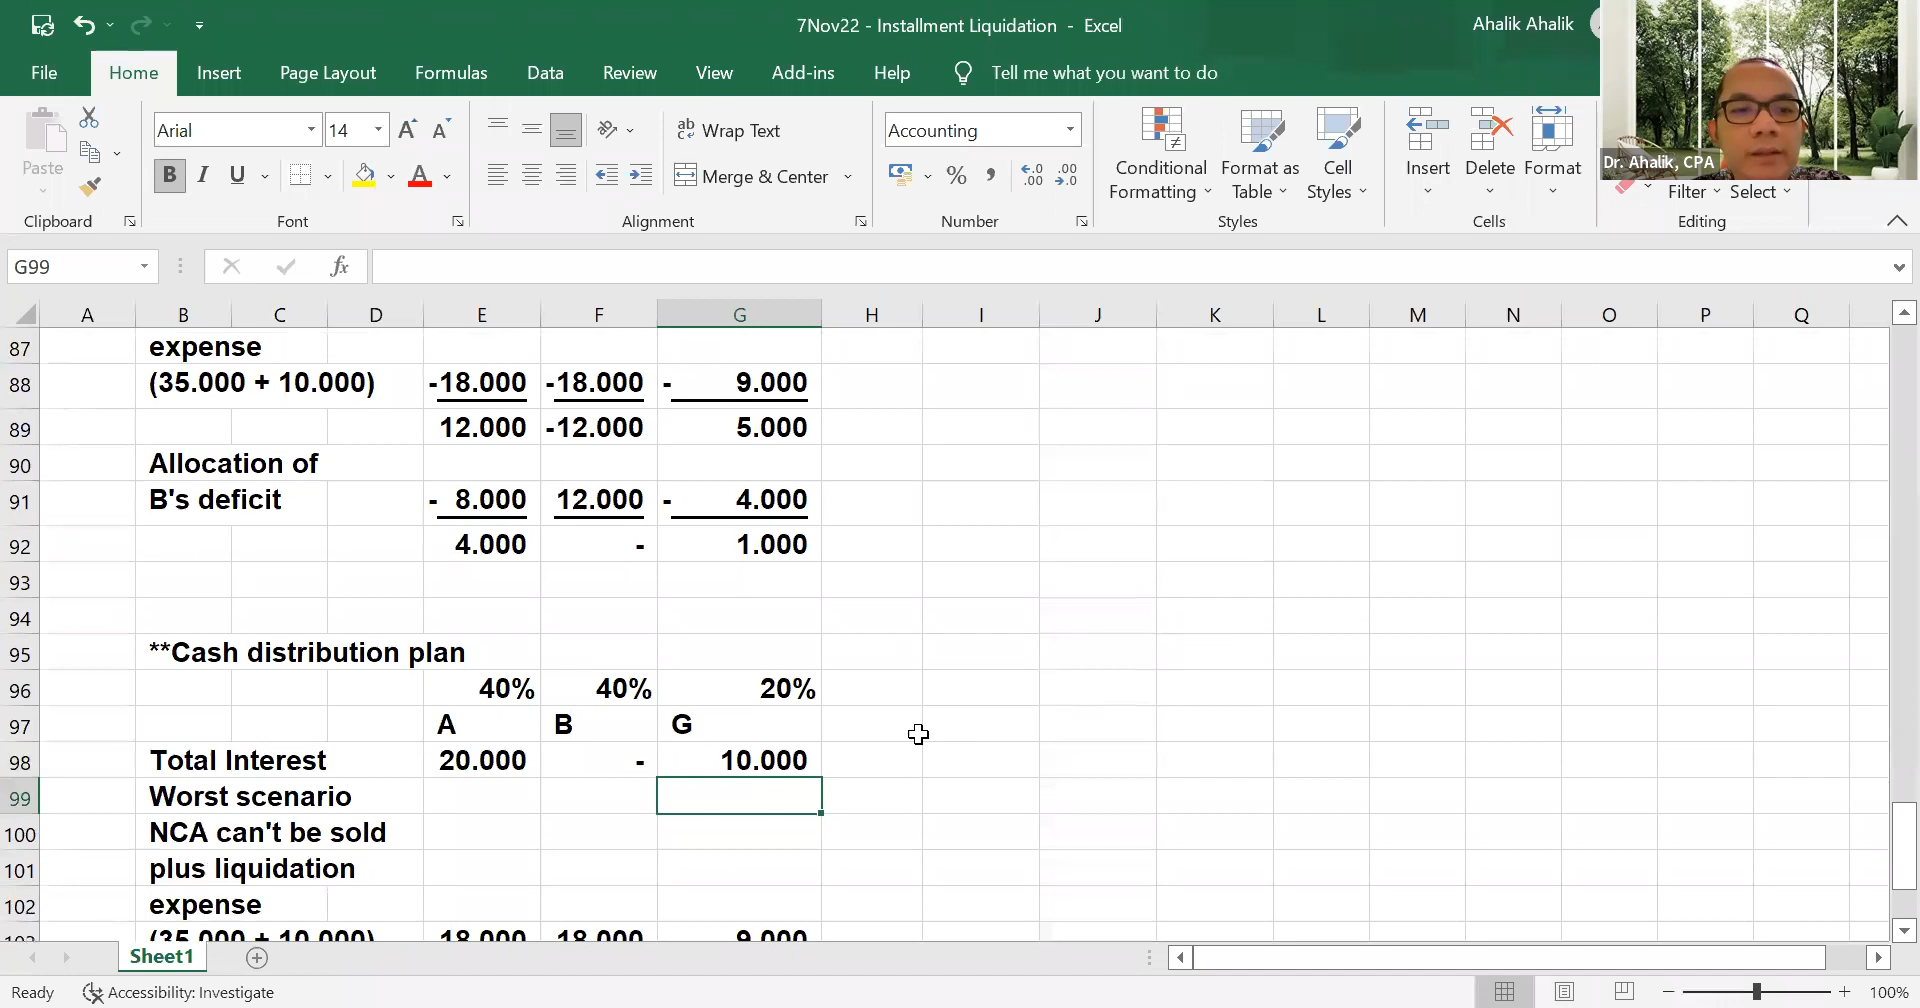 7Nov22 - Installment Liquidation - Excel
Ahalik Ahalik
File Home Insert Page Layout Formulas Data Review View Add-ins Help Tell me what you want to do
Dr. Ahalik, CPA
Paste
Clipboard
Arial 14
B I U A
Font
ab Wrap Text
Merge & Center
Alignment
Accounting
% , .00 .00
Number
Conditional Formatting
Format as Table
Cell Styles
Styles
Insert Delete Format
Cells
Filter Select
Editing
G99 fx
A B C D E F G H I J K L M N O P Q
87 expense
88 (35.000 + 10.000) -18.000 -18.000 - 9.000
89 12.000 -12.000 5.000
90 Allocation of
91 B's deficit - 8.000 12.000 - 4.000
92 4.000 - 1.000
93
94
95 **Cash distribution plan
96 40% 40% 20%
97 A B G
98 Total Interest 20.000 - 10.000
99 Worst scenario
100 NCA can't be sold
101 plus liquidation
102 expense
103 (35.000 + 10.000) 18.000 18.000 9.000
Sheet1
Ready Accessibility: Investigate 100%